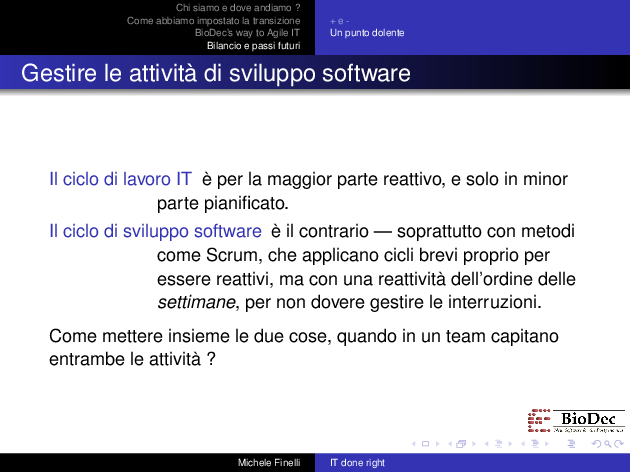 Chi siamo e dove andiamo ?
Come abbiamo impostato la transizione
BioDec's way to Agile IT
Bilancio e passi futuri
+ e -
Un punto dolente
Gestire le attività di sviluppo software
Il ciclo di lavoro IT è per la maggior parte reattivo, e solo in minor
parte pianificato.
Il ciclo di sviluppo software è il contrario — soprattutto con metodi
come Scrum, che applicano cicli brevi proprio per
essere reattivi, ma con una reattività dell'ordine delle
settimane, per non dovere gestire le interruzioni.
Come mettere insieme le due cose, quando in un team capitano
entrambe le attività ?
BioDec
Michele Finelli
IT done right